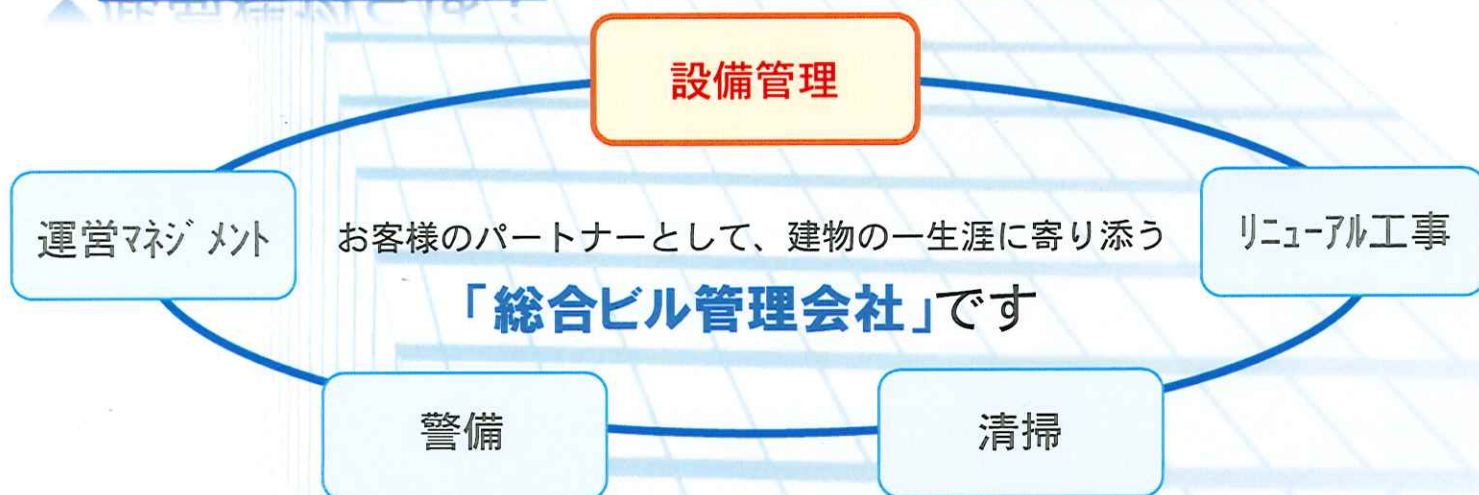 設備管理
運営マネジメント
お客様のパートナーとして、建物の一生涯に寄り添う
リニューアル工事
「総合ビル管理会社」です
警備
清掃